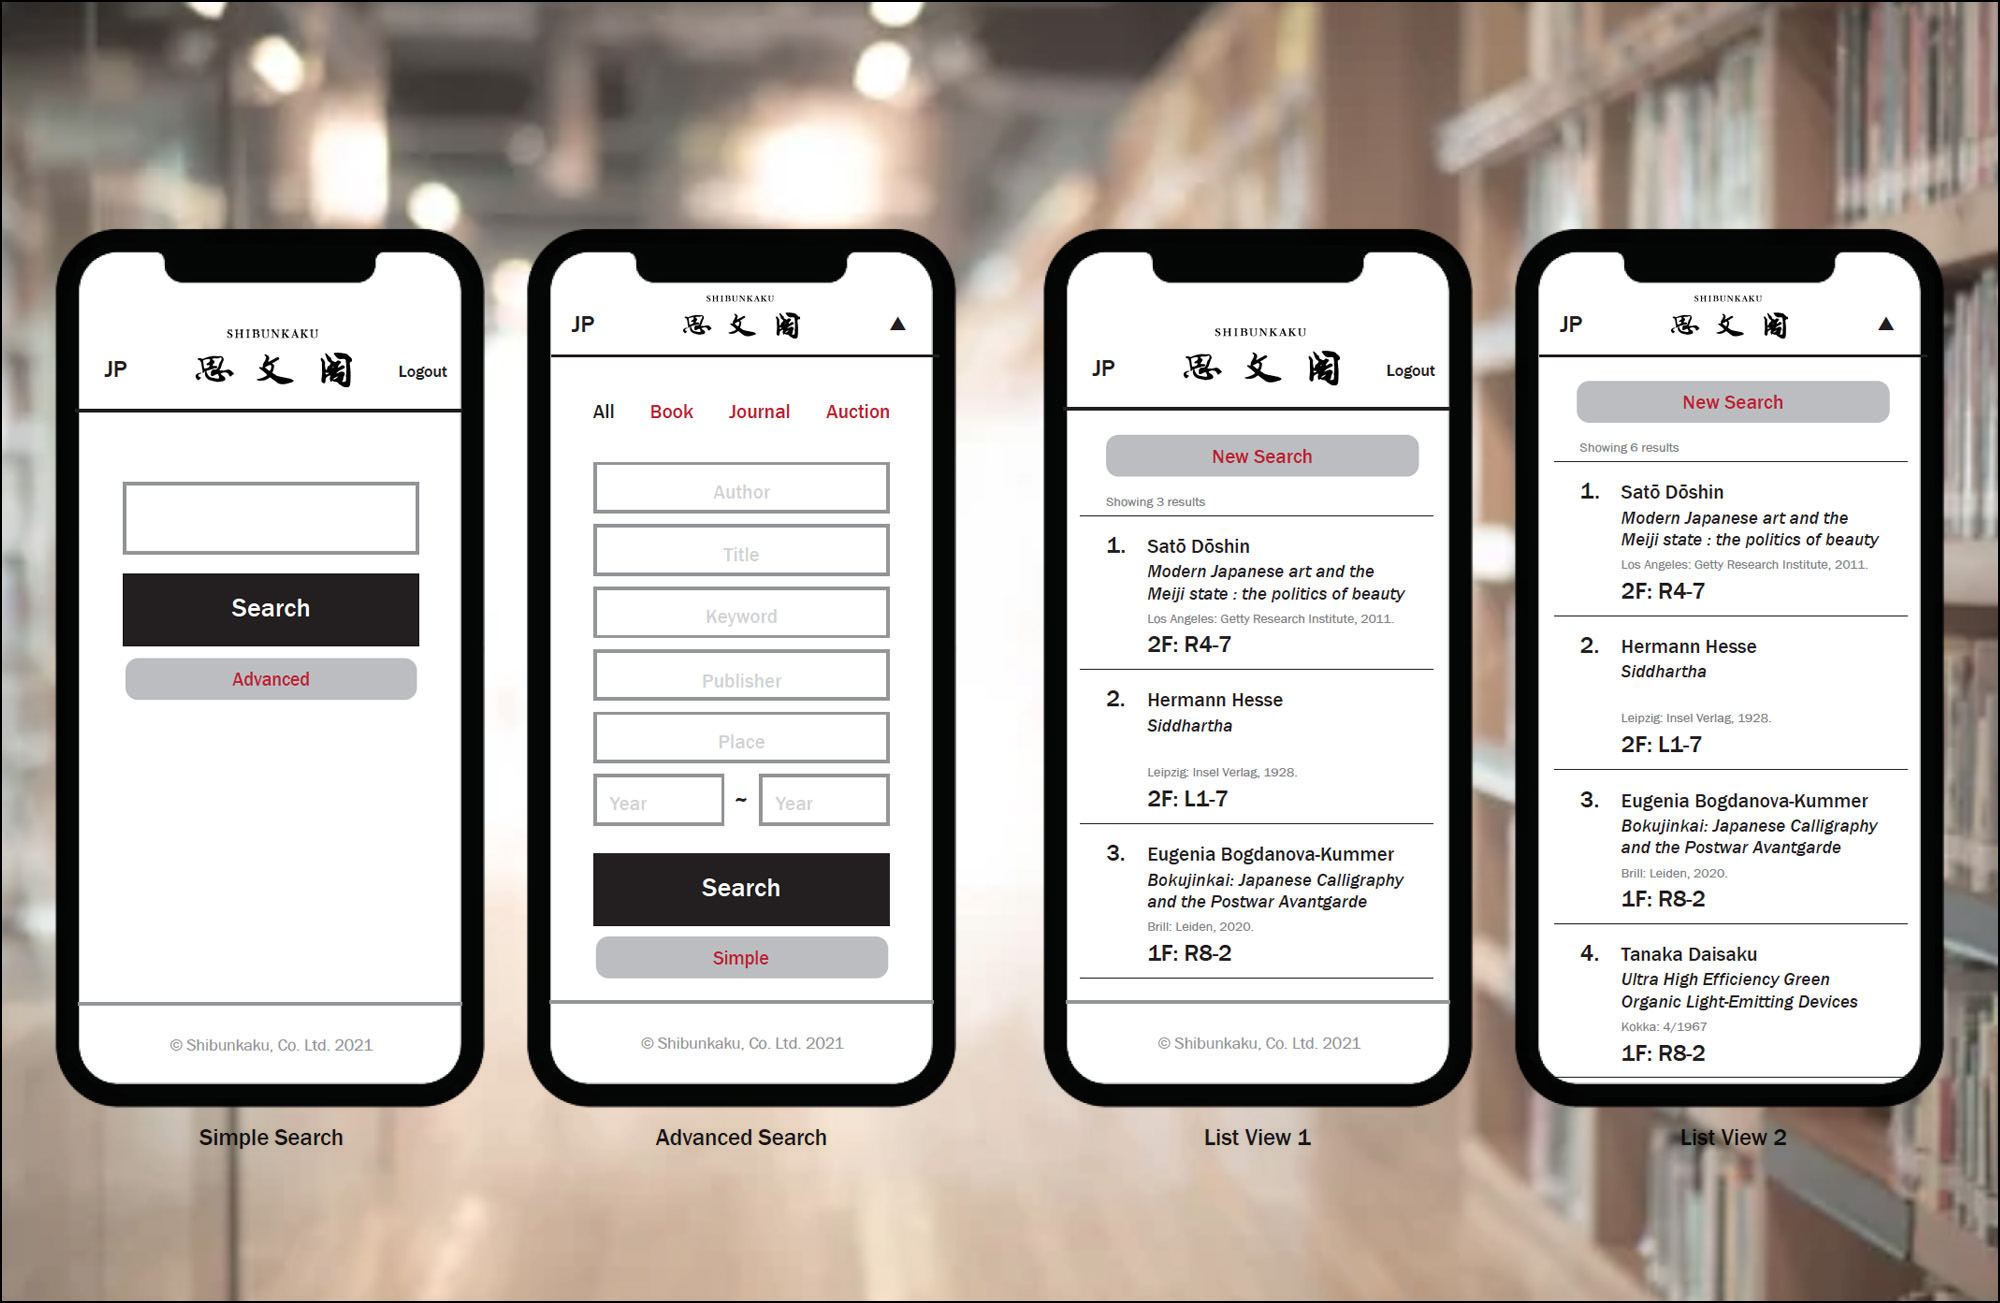 SHIBUNKAKU
JP
思文閣
Logout
Search
Advanced
© Shibunkaku, Co. Ltd. 2021
Simple Search
SHIBUNKAKU
JP
思文閣
▲
All Book Journal Auction
Author
Title
Keyword
Publisher
Place
Year ~ Year
Search
Simple
© Shibunkaku, Co. Ltd. 2021
Advanced Search
SHIBUNKAKU
JP
思文閣
Logout
New Search
Showing 3 results
1. Satō Dōshin
Modern Japanese art and the
Meiji state : the politics of beauty
Los Angeles: Getty Research Institute, 2011.
2F: R4-7
2. Hermann Hesse
Siddhartha
Leipzig: Insel Verlag, 1928.
2F: L1-7
3. Eugenia Bogdanova-Kummer
Bokujinkai: Japanese Calligraphy
and the Postwar Avantgarde
Brill: Leiden, 2020.
1F: R8-2
© Shibunkaku, Co. Ltd. 2021
List View 1
SHIBUNKAKU
JP
思文閣
▲
New Search
Showing 6 results
1. Satō Dōshin
Modern Japanese art and the
Meiji state : the politics of beauty
Los Angeles: Getty Research Institute, 2011.
2F: R4-7
2. Hermann Hesse
Siddhartha
Leipzig: Insel Verlag, 1928.
2F: L1-7
3. Eugenia Bogdanova-Kummer
Bokujinkai: Japanese Calligraphy
and the Postwar Avantgarde
Brill: Leiden, 2020.
1F: R8-2
4. Tanaka Daisaku
Ultra High Efficiency Green
Organic Light-Emitting Devices
Kokka: 4/1967
1F: R8-2
List View 2